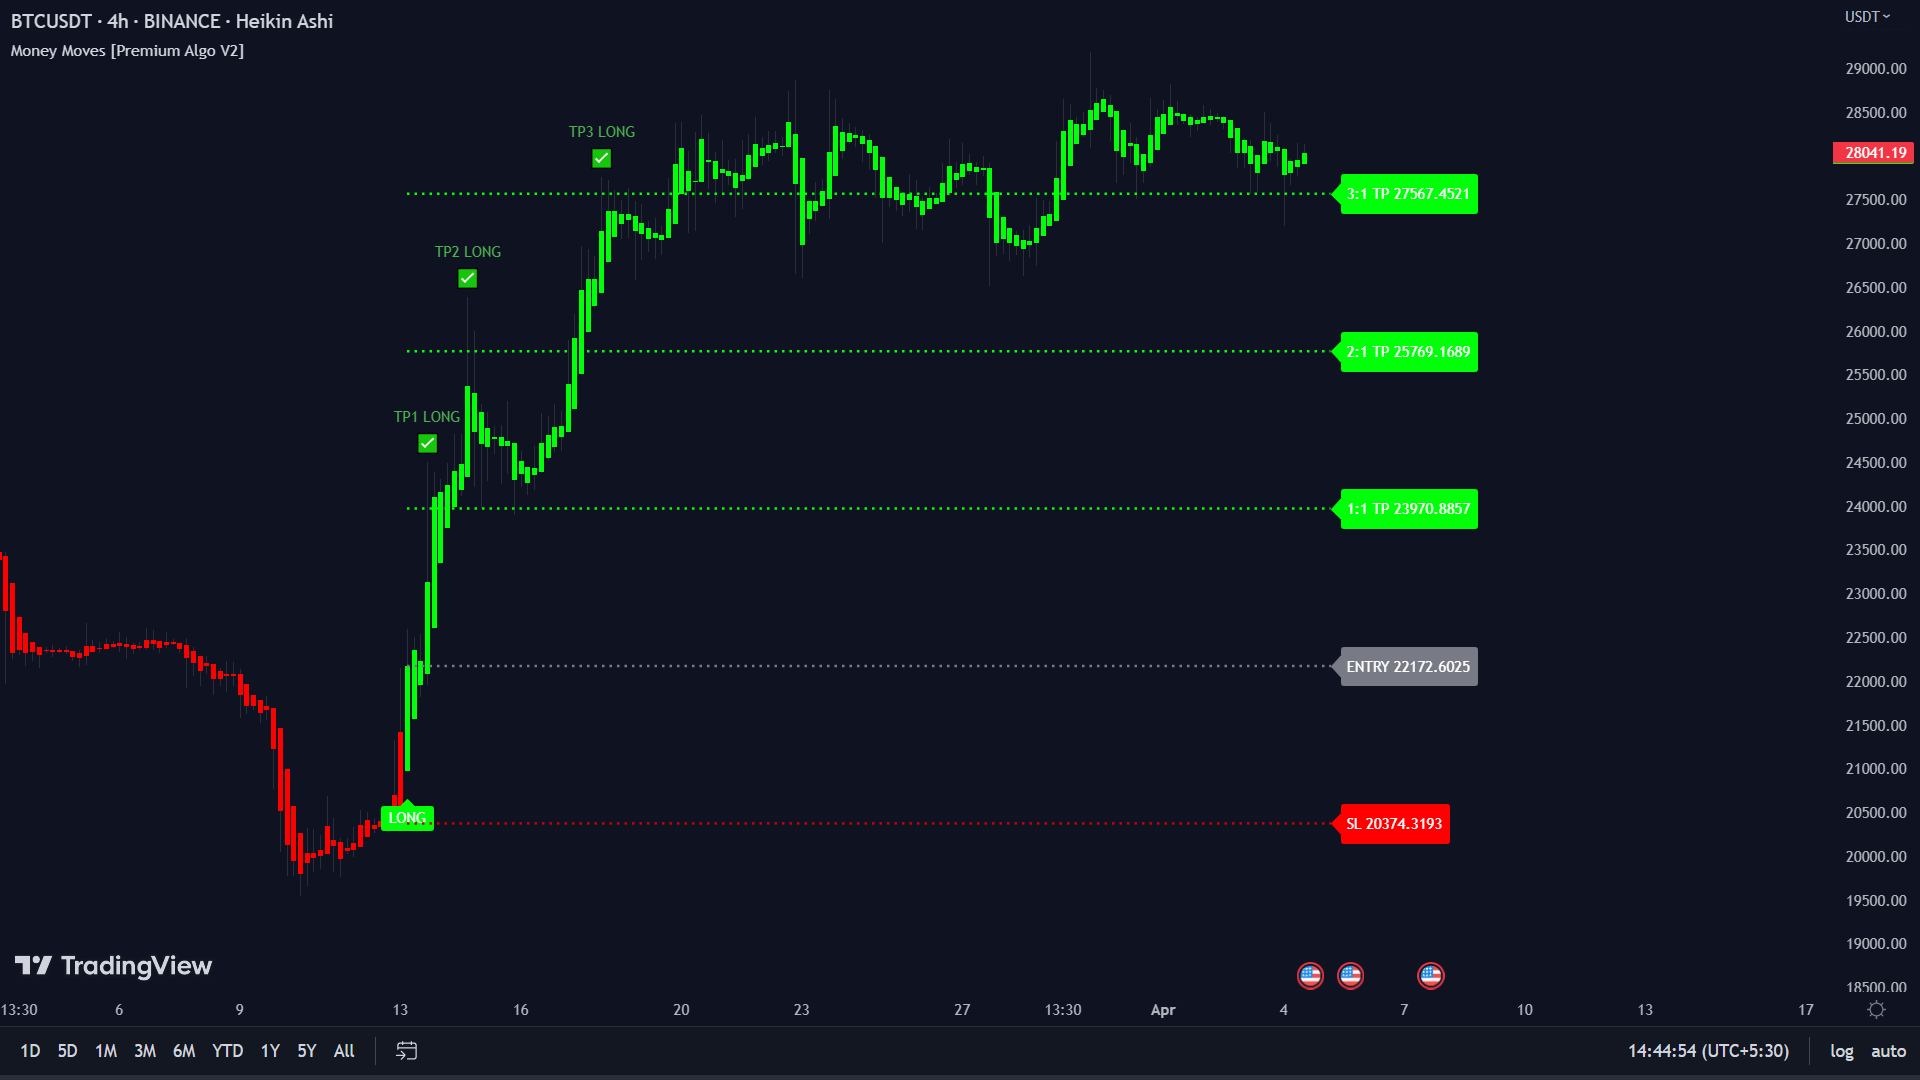 BTCUSDT · 4h · BINANCE · Heikin Ashi
Money Moves [Premium Algo V2]
USDT
29000.00
28500.00
28041.19
27500.00
27000.00
26500.00
26000.00
25500.00
25000.00
24500.00
24000.00
23500.00
23000.00
22500.00
22000.00
21500.00
21000.00
20500.00
20000.00
19500.00
19000.00
18500.00
TP3 LONG
TP2 LONG
TP1 LONG
3:1 TP 27567.4521
2:1 TP 25769.1689
1:1 TP 23970.8857
ENTRY 22172.6025
LONG
SL 20374.3193
TradingView
13:30 6 9 13 16 20 23 27 13:30 Apr 4 7 10 13 17
1D 5D 1M 3M 6M YTD 1Y 5Y All
14:44:54 (UTC+5:30) log auto